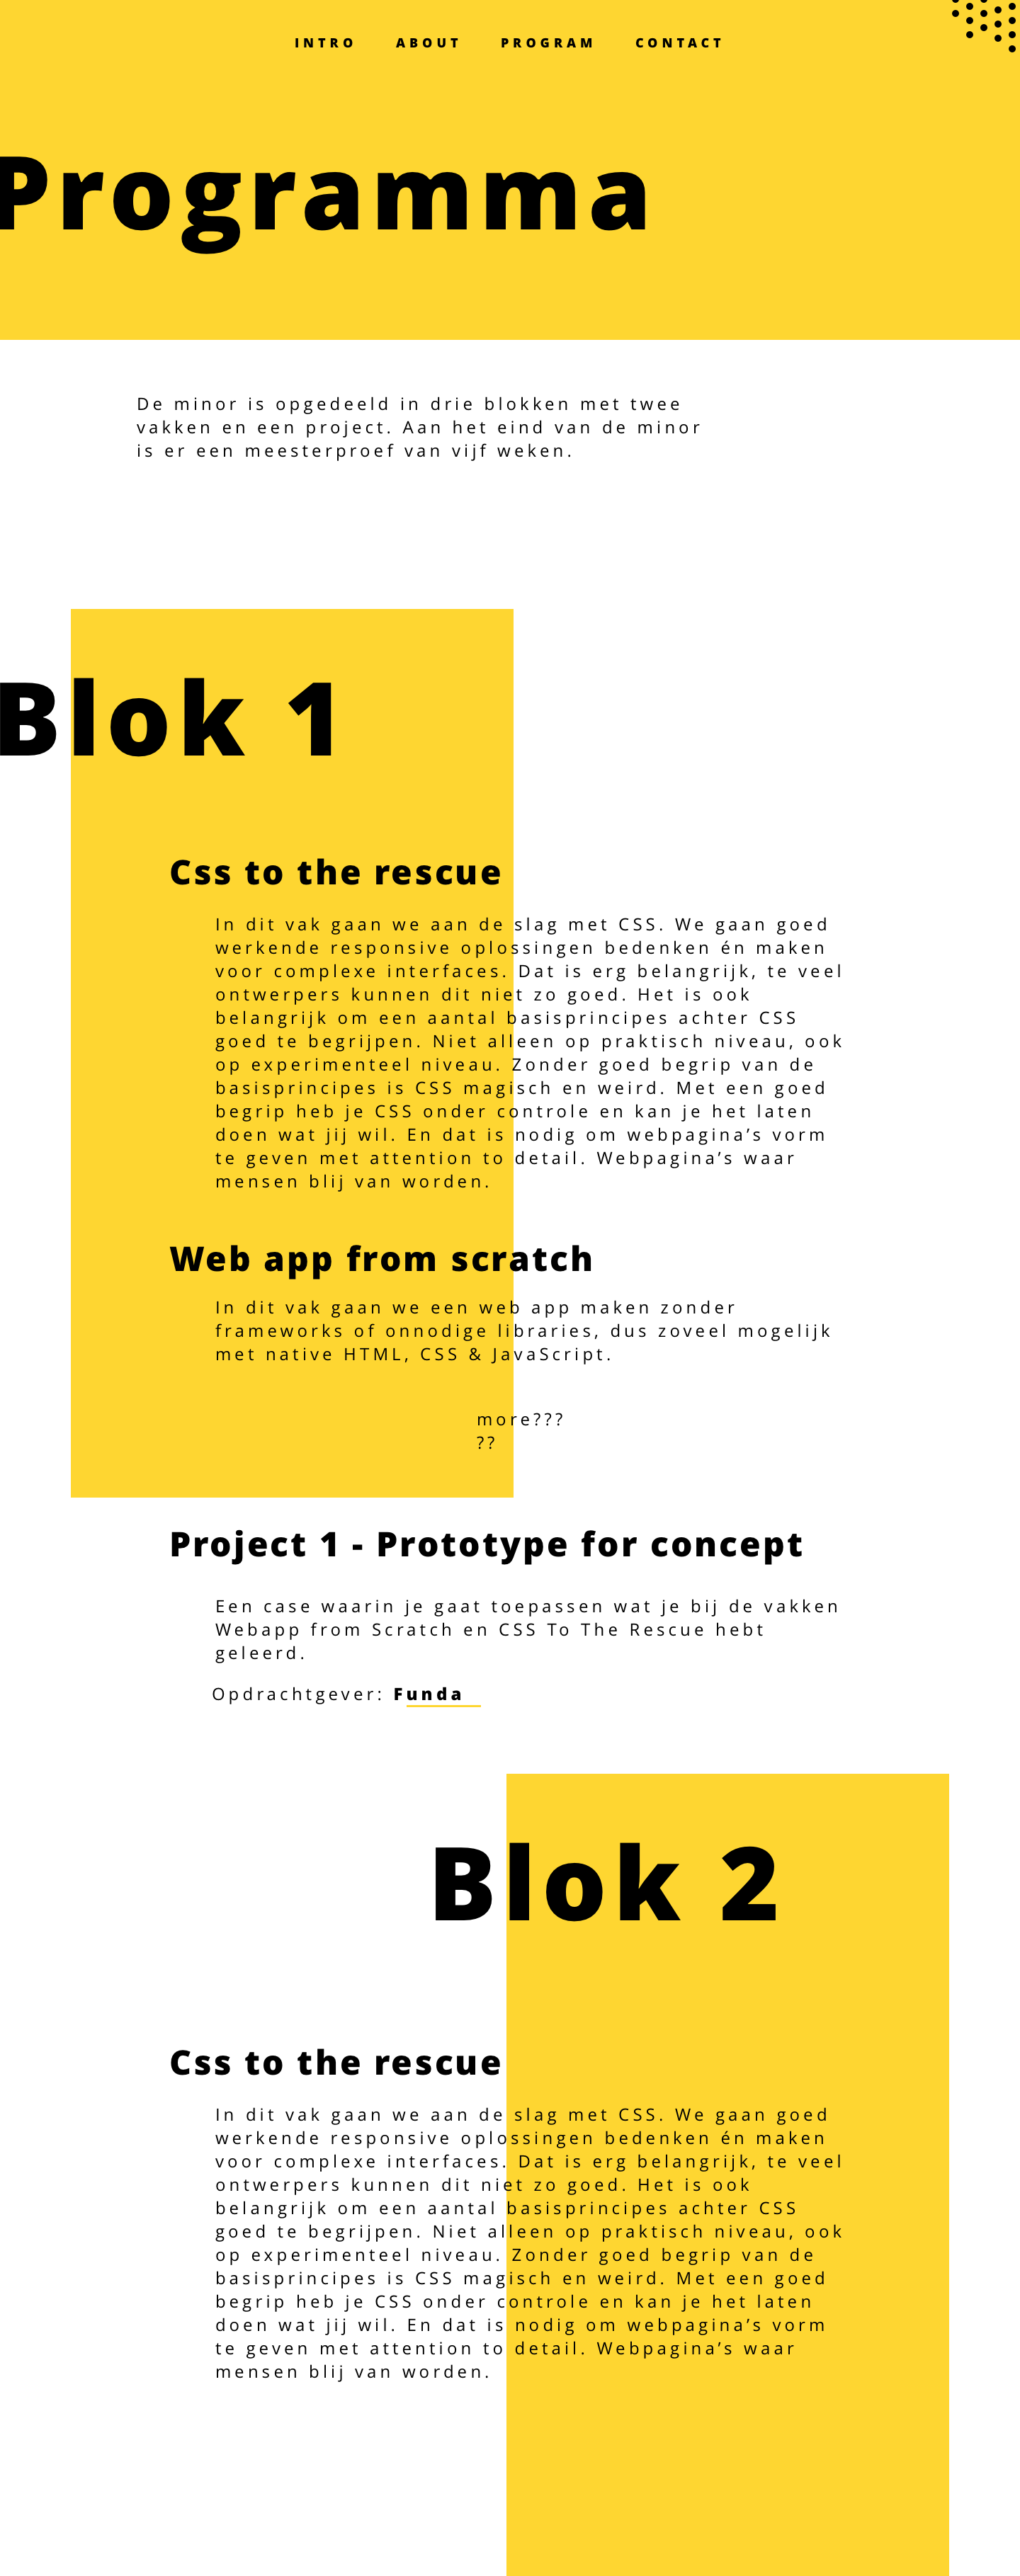 INTRO ABOUT PROGRAM CONTACT
Programma
De minor is opgedeeld in drie blokken met twee
vakken en een project. Aan het eind van de minor
is er een meesterproef van vijf weken.
Blok 1
Css to the rescue
In dit vak gaan we aan de slag met CSS. We gaan goed
werkende responsive oplossingen bedenken én maken
voor complexe interfaces. Dat is erg belangrijk, te veel
ontwerpers kunnen dit niet zo goed. Het is ook
belangrijk om een aantal basisprincipes achter CSS
goed te begrijpen. Niet alleen op praktisch niveau, ook
op experimenteel niveau. Zonder goed begrip van de
basisprincipes is CSS magisch en weird. Met een goed
begrip heb je CSS onder controle en kan je het laten
doen wat jij wil. En dat is nodig om webpagina’s vorm
te geven met attention to detail. Webpagina’s waar
mensen blij van worden.
Web app from scratch
In dit vak gaan we een web app maken zonder
frameworks of onnodige libraries, dus zoveel mogelijk
met native HTML, CSS & JavaScript.
more???
??
Project 1 - Prototype for concept
Een case waarin je gaat toepassen wat je bij de vakken
Webapp from Scratch en CSS To The Rescue hebt
geleerd.
Opdrachtgever: Funda
Blok 2
Css to the rescue
In dit vak gaan we aan de slag met CSS. We gaan goed
werkende responsive oplossingen bedenken én maken
voor complexe interfaces. Dat is erg belangrijk, te veel
ontwerpers kunnen dit niet zo goed. Het is ook
belangrijk om een aantal basisprincipes achter CSS
goed te begrijpen. Niet alleen op praktisch niveau, ook
op experimenteel niveau. Zonder goed begrip van de
basisprincipes is CSS magisch en weird. Met een goed
begrip heb je CSS onder controle en kan je het laten
doen wat jij wil. En dat is nodig om webpagina’s vorm
te geven met attention to detail. Webpagina’s waar
mensen blij van worden.